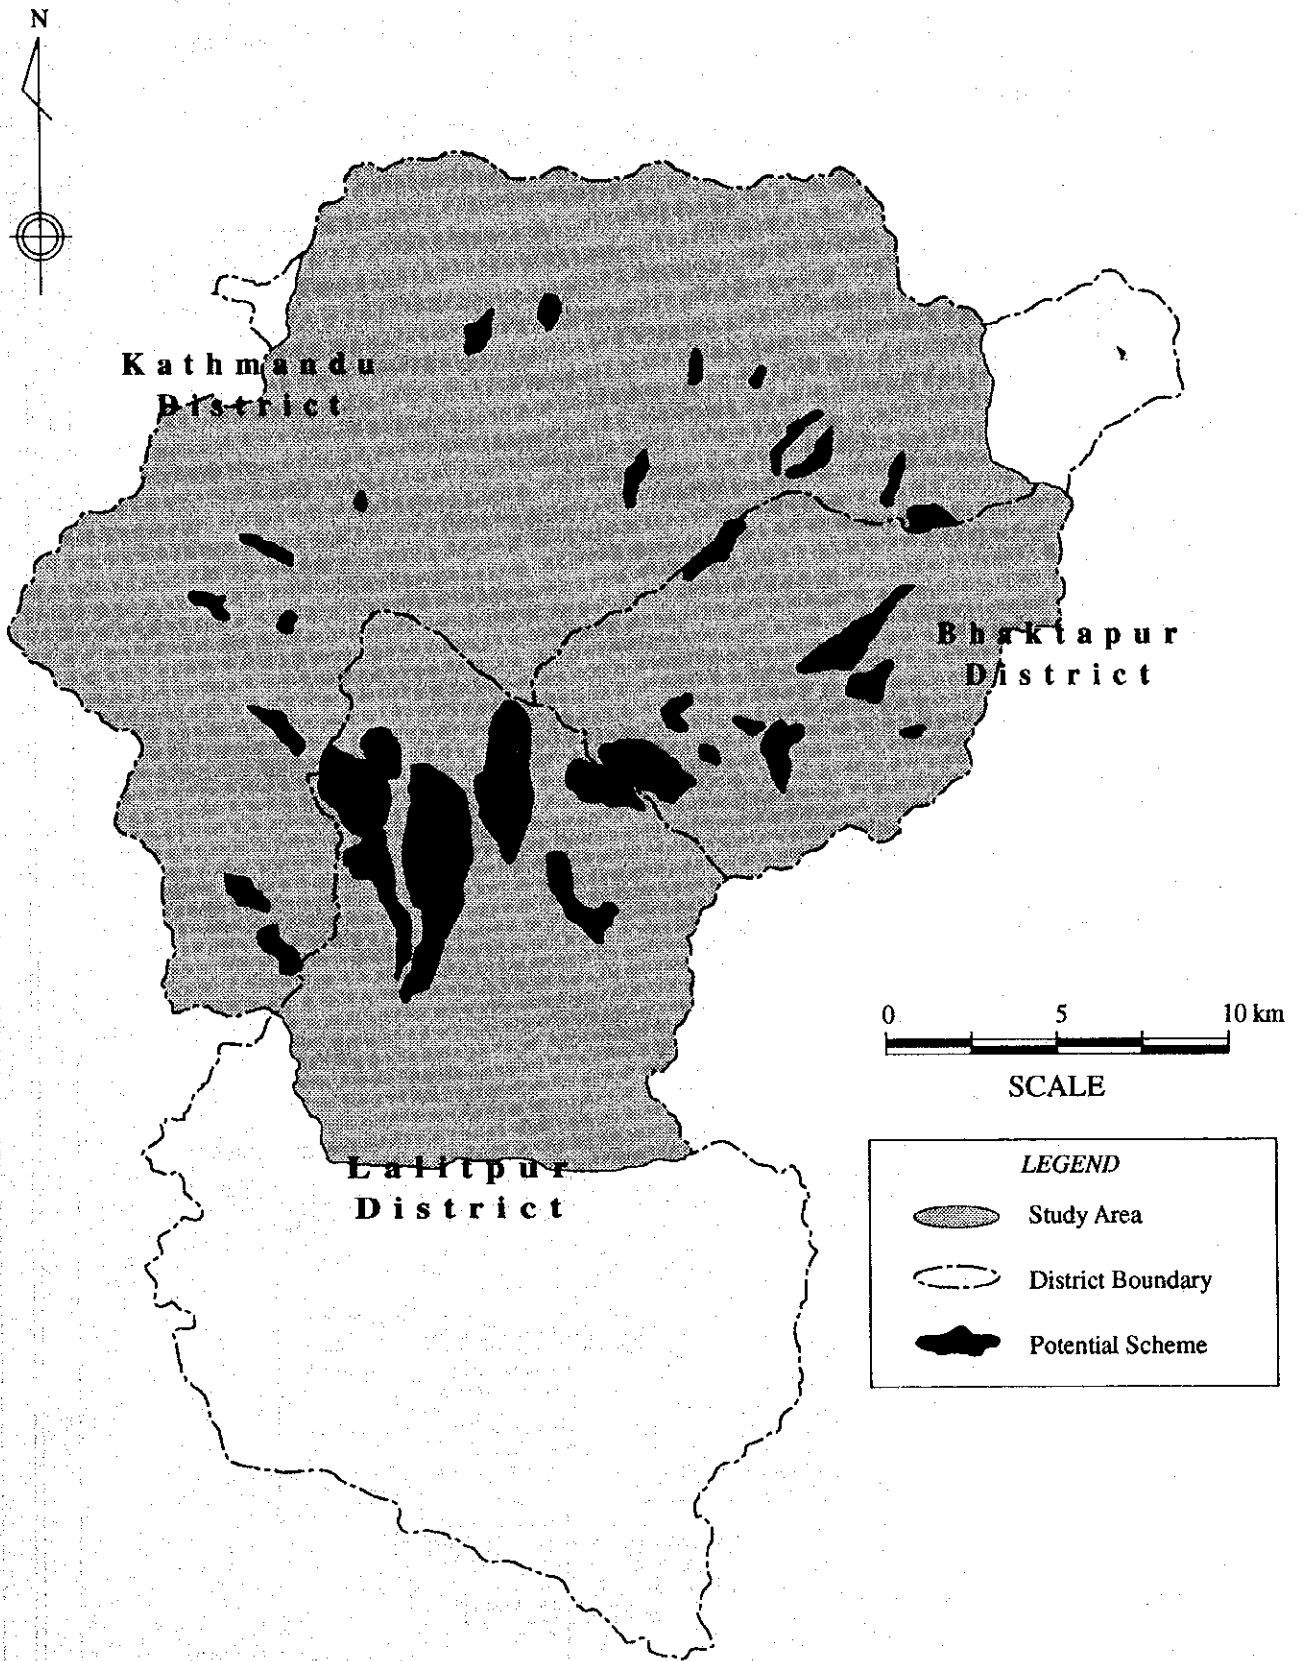 N
Kathmandu
District
Bhaktapur
District
0 5 10 km
SCALE
Lalitpur
District
LEGEND
Study Area
District Boundary
Potential Scheme